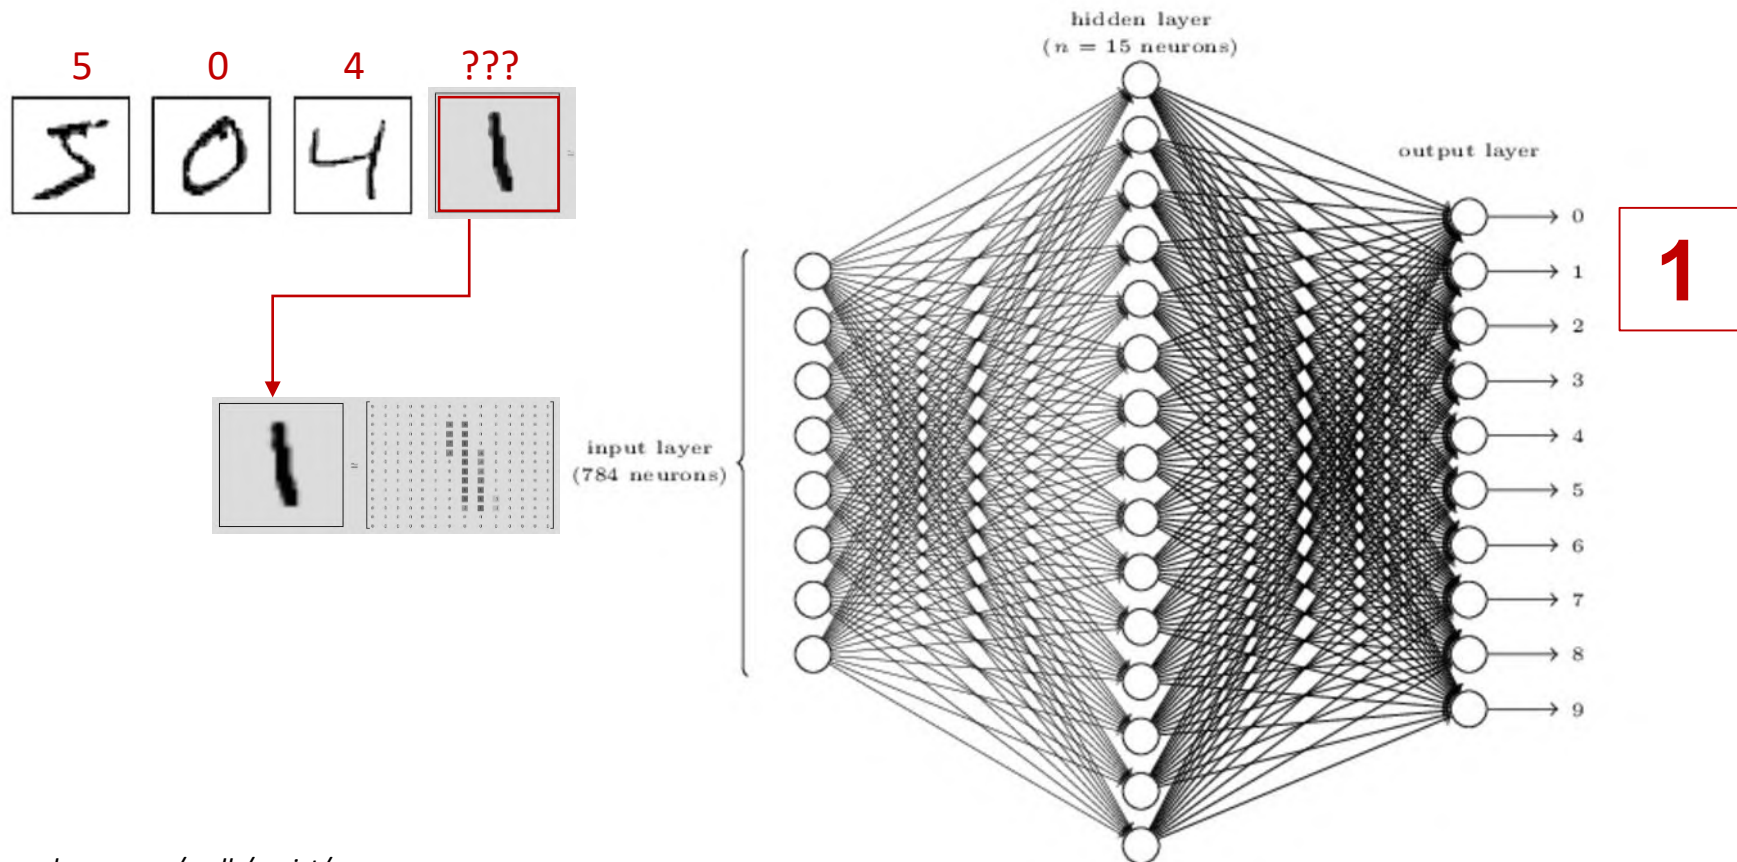 5 0 4 ???
hidden layer
(n = 15 neurons)
output layer
input layer
(784 neurons)
0
1
2
3
4
5
6
7
8
9
1